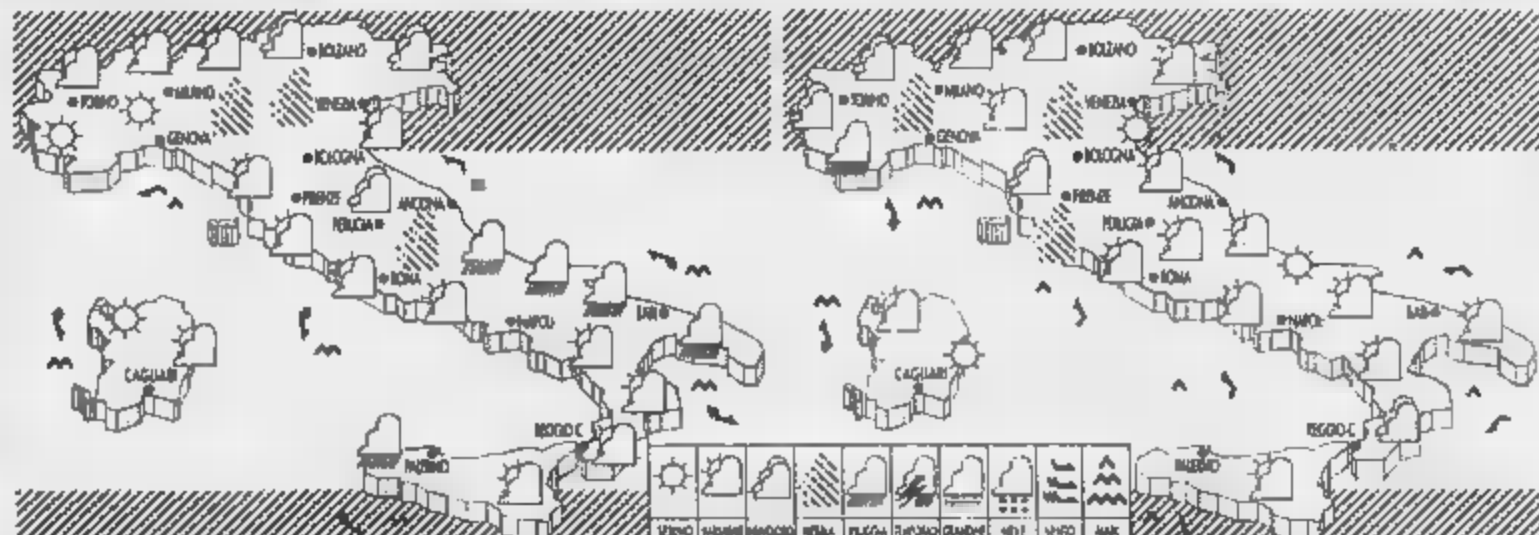 BOLZANO
TORINO
MILANO
VENEZIA
GENOVA
BOLOGNA
FIRENZE
ANCONA
PERUGIA
ROMA
NAPOLI
BARI
CAGLIARI
REGGIO C.
PALERMO
BOLZANO
TORINO
MILANO
VENEZIA
GENOVA
BOLOGNA
FIRENZE
ANCONA
PERUGIA
ROMA
NAPOLI
BARI
CAGLIARI
REGGIO C.
PALERMO
SERENO NUVOLOSO NEBBIA PIOGGIA NEVE VENTO MARE